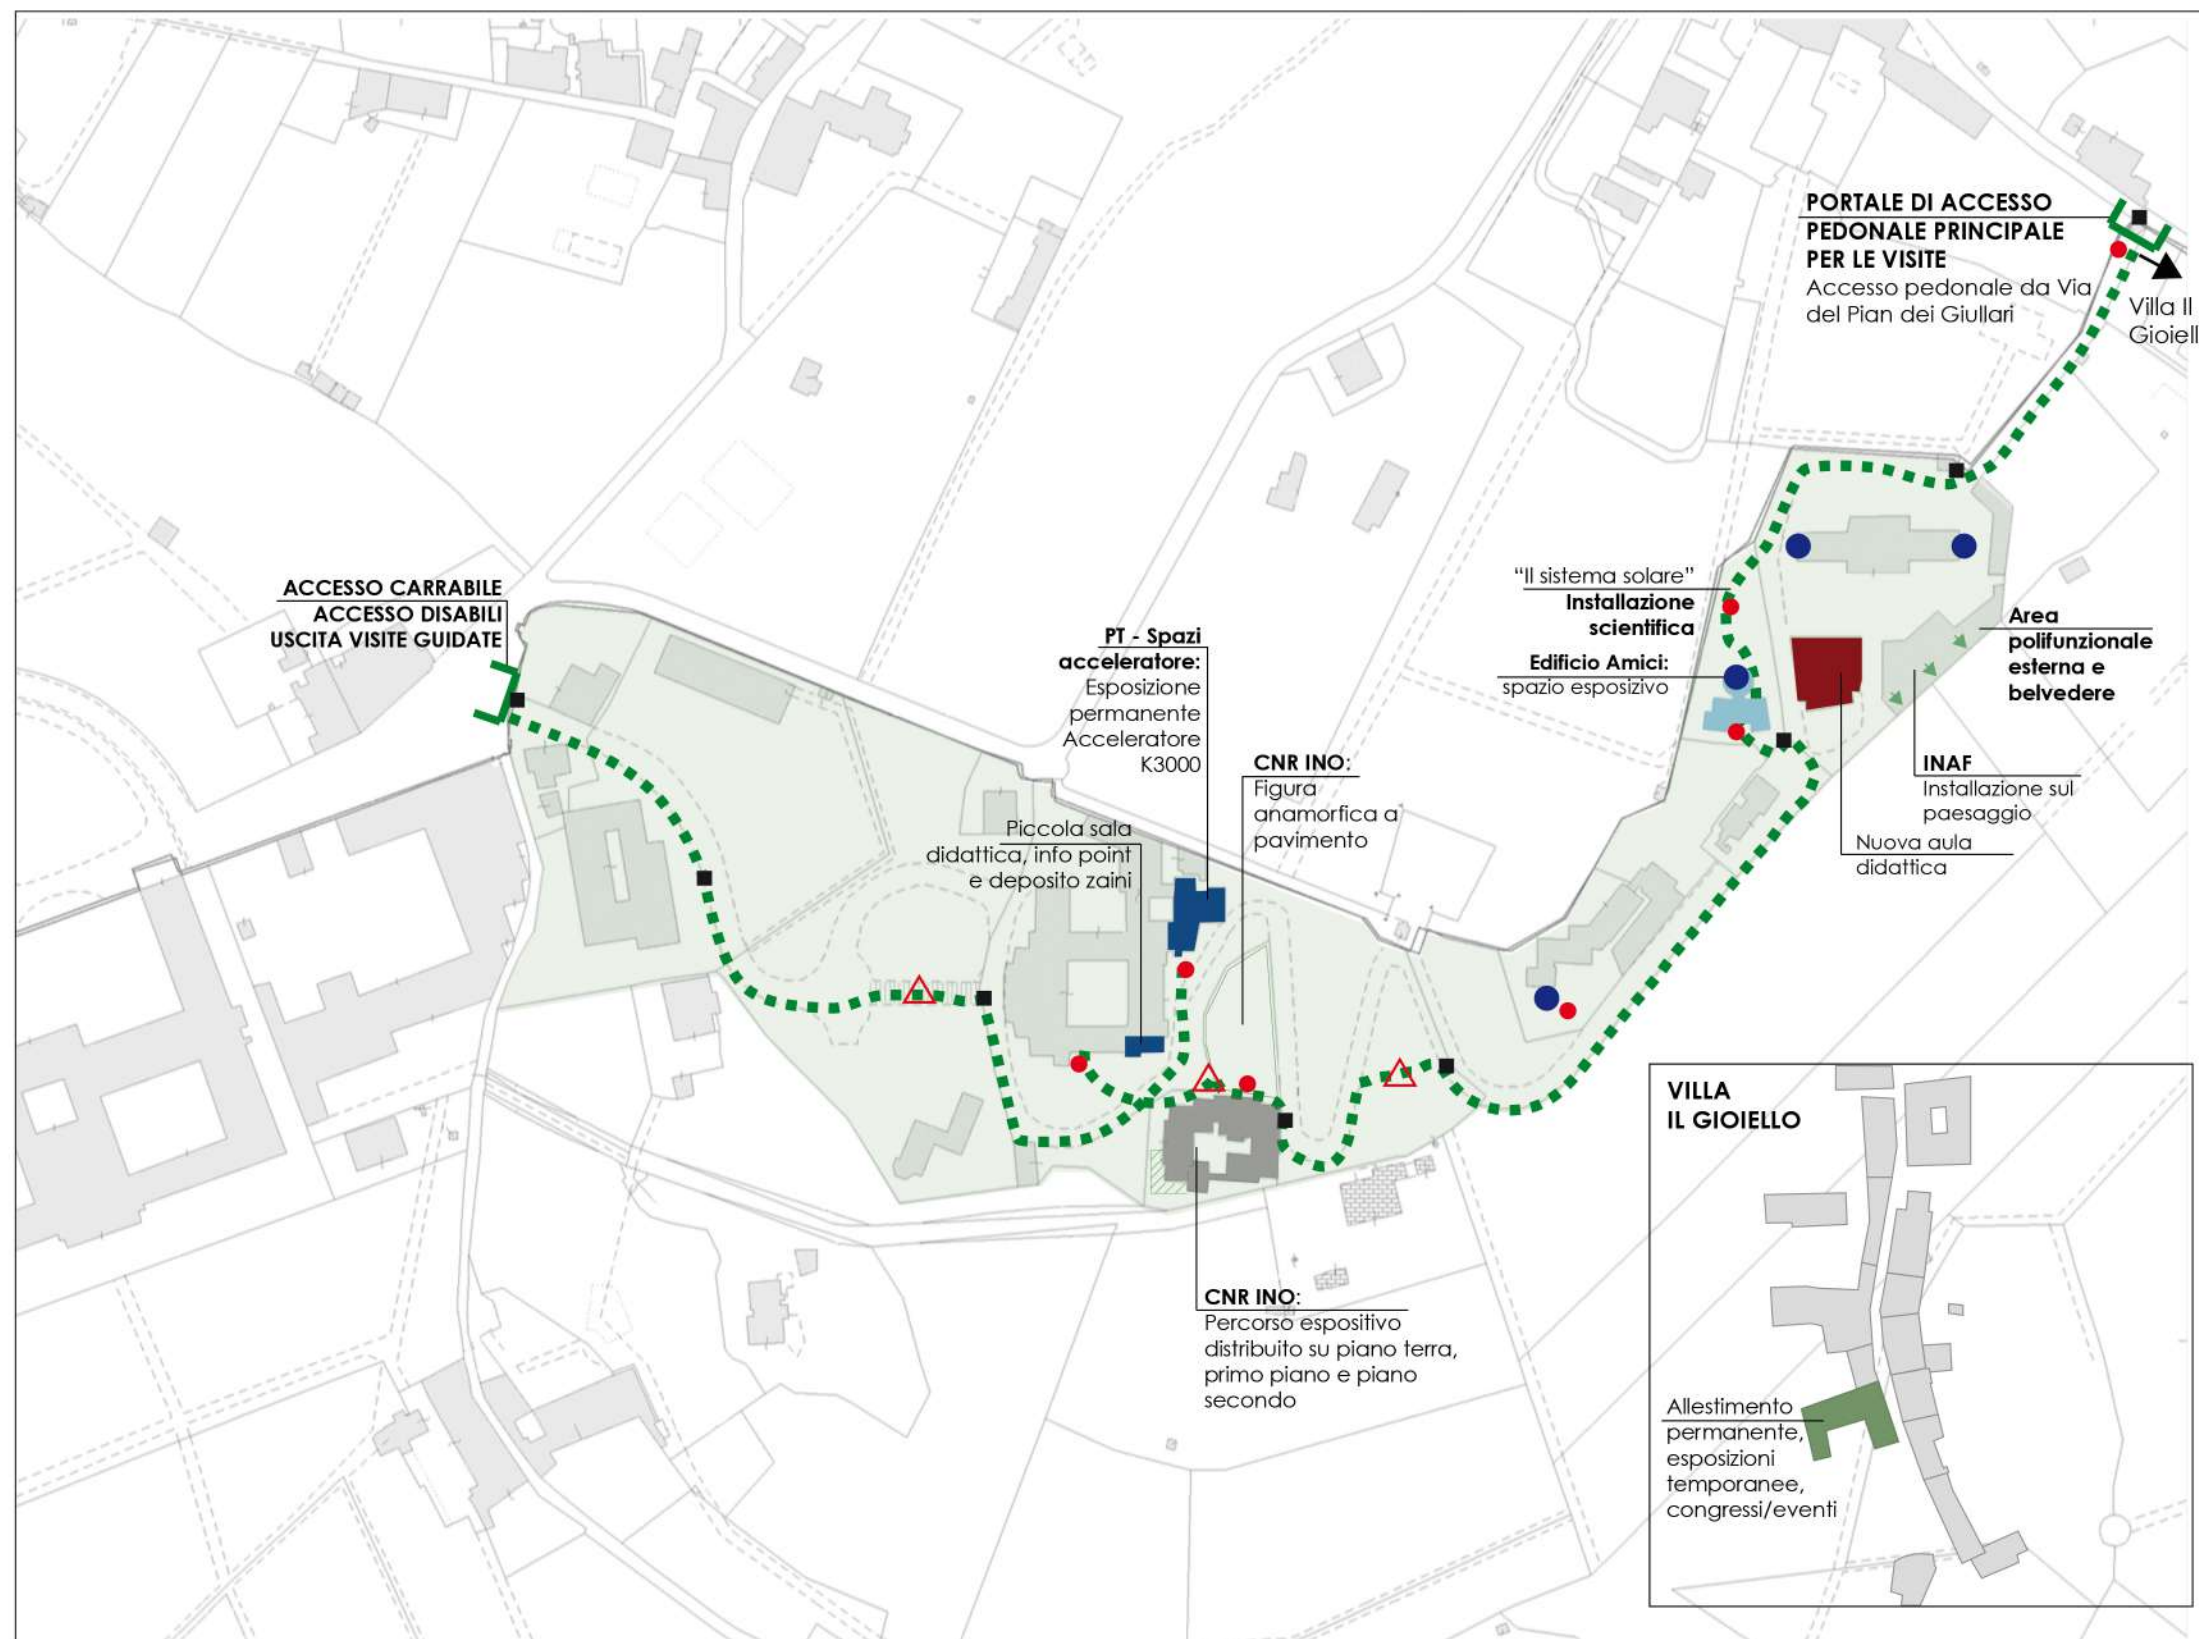 PORTALE DI ACCESSO
PEDONALE PRINCIPALE
PER LE VISITE
Accesso pedonale da Via
del Pian dei Giullari
Villa Il
Gioiell
ACCESSO CARRABILE
ACCESSO DISABILI
USCITA VISITE GUIDATE
"Il sistema solare"
Installazione
scientifica
Edificio Amici:
spazio esposizivo
Area
polifunzionale
esterna e
belvedere
PT - Spazi
acceleratore:
Esposizione
permanente
Acceleratore
K3000
CNR INO:
Figura
anamorfica a
pavimento
INAF
Installazione sul
paesaggio
Piccola sala
didattica, info point
e deposito zaini
Nuova aula
didattica
VILLA
IL GIOIELLO
CNR INO:
Percorso espositivo
distribuito su piano terra,
primo piano e piano
secondo
Allestimento
permanente,
esposizioni
temporanee,
congressi/eventi